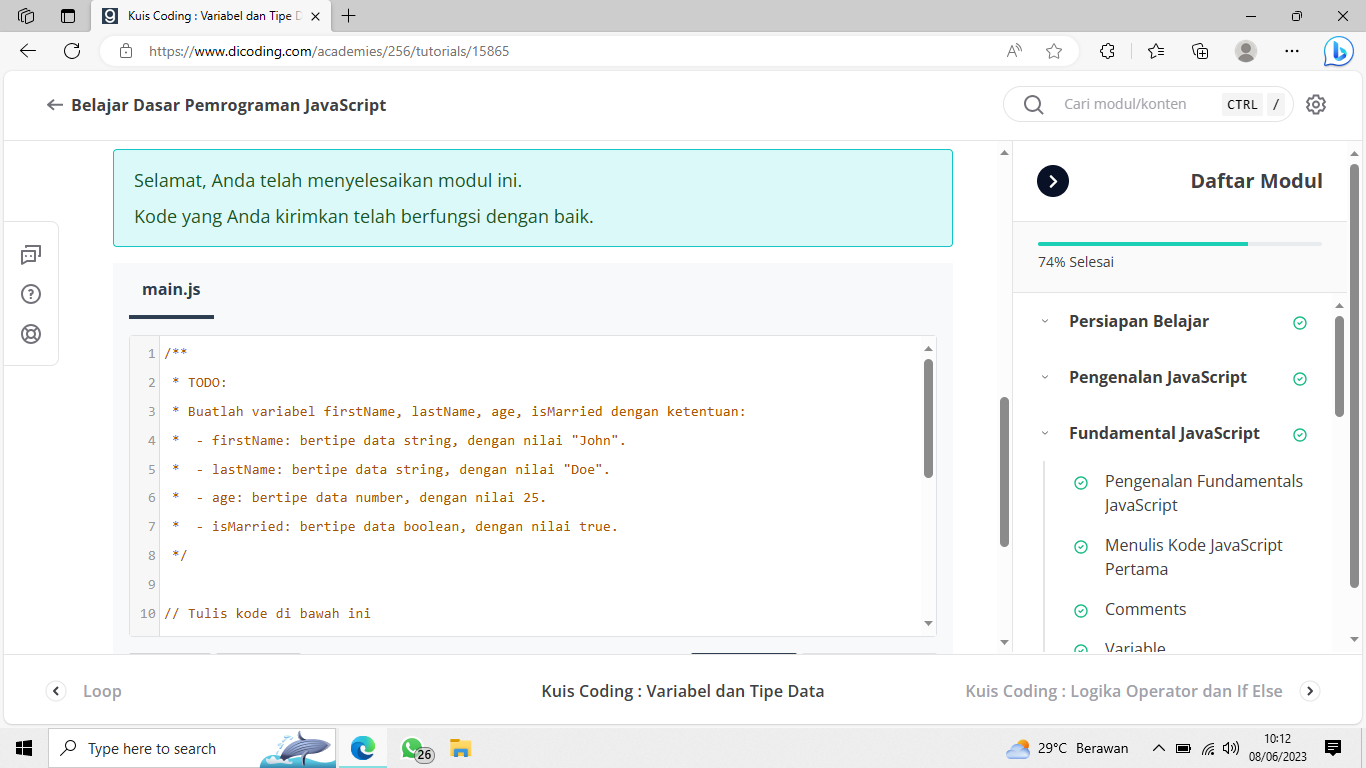 Kuis Coding : Variabel dan Tipe D
https://www.dicoding.com/academies/256/tutorials/15865
Belajar Dasar Pemrograman JavaScript
Cari modul/konten CTRL /
Selamat, Anda telah menyelesaikan modul ini.
Kode yang Anda kirimkan telah berfungsi dengan baik.
main.js
1 /**
2 * TODO:
3 * Buatlah variabel firstName, lastName, age, isMarried dengan ketentuan:
4 * - firstName: bertipe data string, dengan nilai "John".
5 * - lastName: bertipe data string, dengan nilai "Doe".
6 * - age: bertipe data number, dengan nilai 25.
7 * - isMarried: bertipe data boolean, dengan nilai true.
8 */
9
10 // Tulis kode di bawah ini
Daftar Modul
74% Selesai
Persiapan Belajar
Pengenalan JavaScript
Fundamental JavaScript
Pengenalan Fundamentals
JavaScript
Menulis Kode JavaScript
Pertama
Comments
Variable
Loop
Kuis Coding : Variabel dan Tipe Data
Kuis Coding : Logika Operator dan If Else
Type here to search
26
29°C Berawan
10:12
08/06/2023